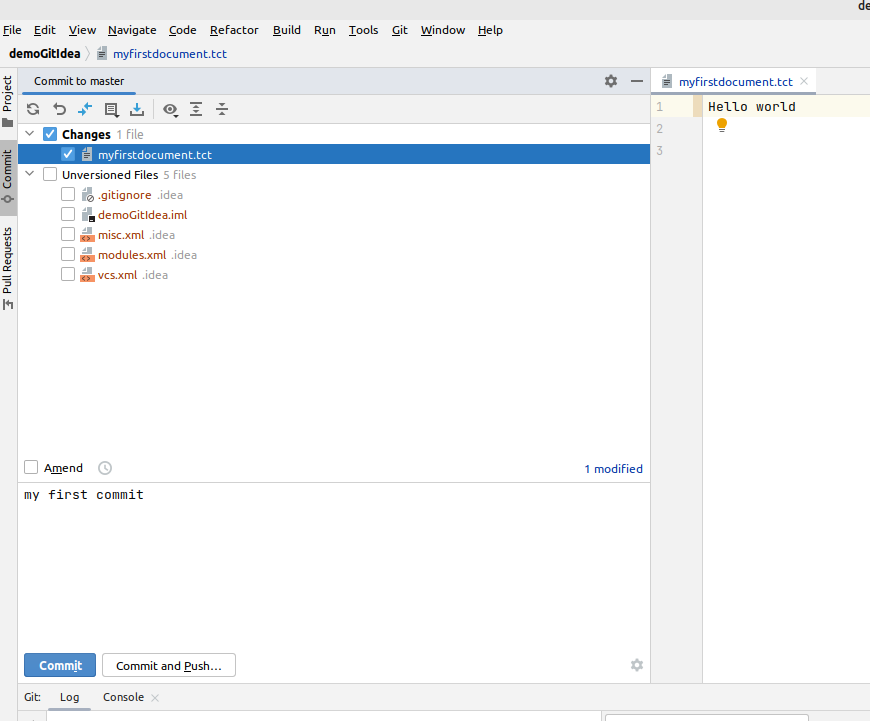 de
File Edit View Navigate Code Refactor Build Run Tools Git Window Help
demoGitIdea myfirstdocument.tct
Project
Commit
Pull Requests
Commit to master
Changes 1 file
myfirstdocument.tct
Unversioned Files 5 files
.gitignore .idea
demoGitIdea.iml
misc.xml .idea
modules.xml .idea
vcs.xml .idea
Amend 1 modified
my first commit
Commit Commit and Push...
myfirstdocument.tct
1 Hello world
2
3
Git: Log Console